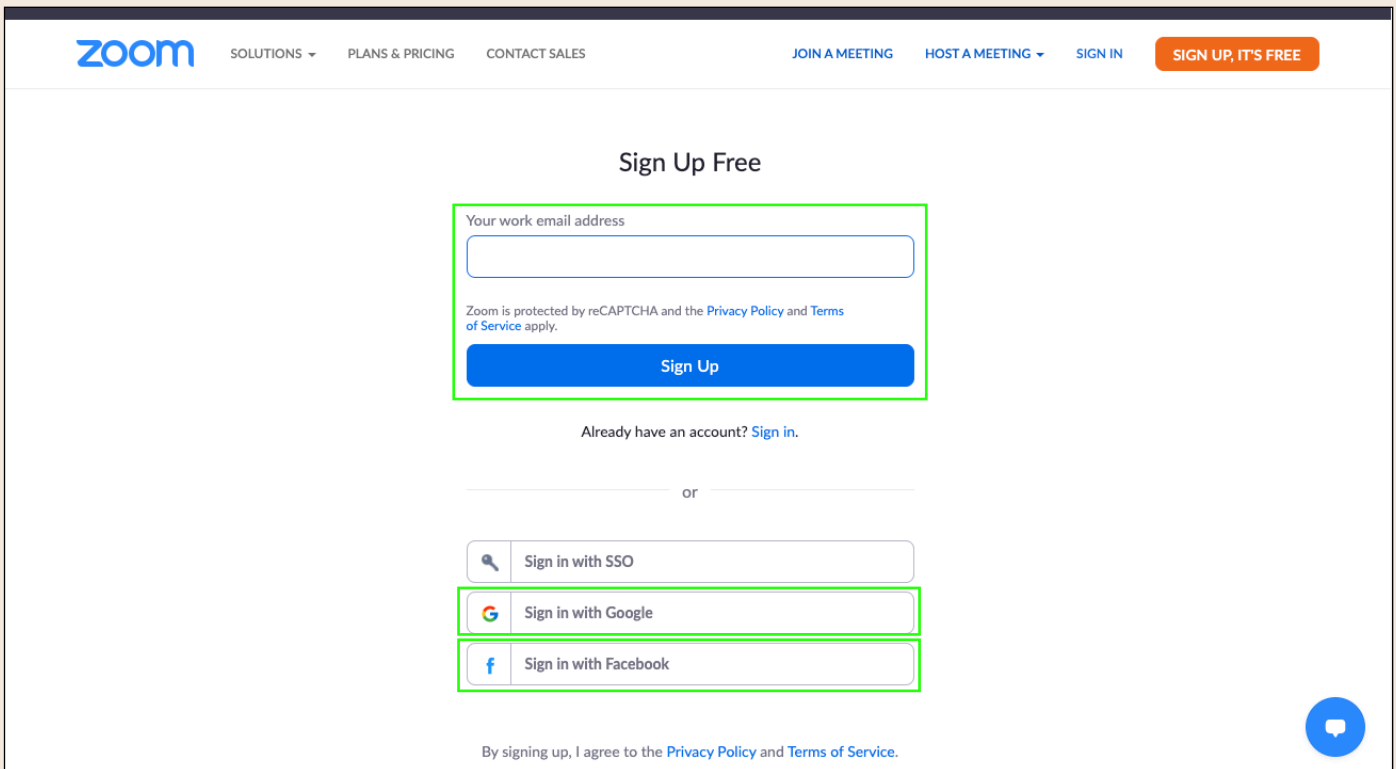 zoom SOLUTIONS PLANS & PRICING CONTACT SALES JOIN A MEETING HOST A MEETING SIGN IN SIGN UP, IT'S FREE
Sign Up Free
Your work email address
Zoom is protected by reCAPTCHA and the Privacy Policy and Terms
of Service apply.
Sign Up
Already have an account? Sign in.
or
Sign in with SSO
Sign in with Google
Sign in with Facebook
By signing up, I agree to the Privacy Policy and Terms of Service.